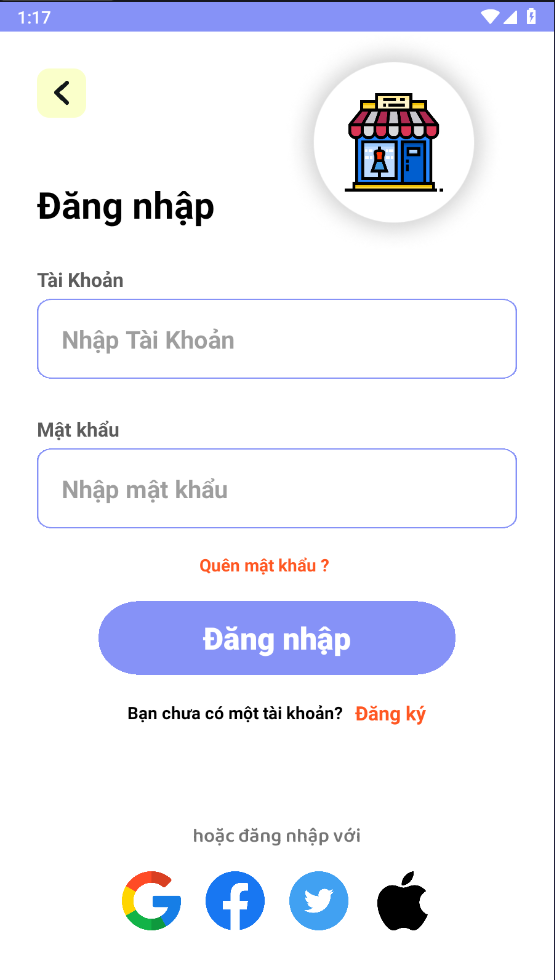 1:17
Đăng nhập
Tài Khoản
Nhập Tài Khoản
Mật khẩu
Nhập mật khẩu
Quên mật khẩu ?
Đăng nhập
Bạn chưa có một tài khoản? Đăng ký
hoặc đăng nhập với